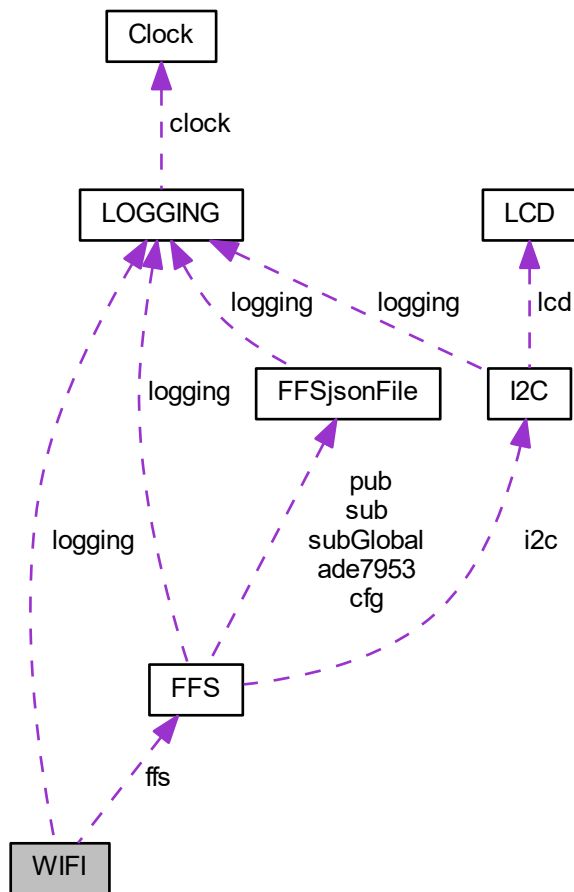 Clock
clock
LOGGING
LCD
logging
logging
lcd
logging
FFSjsonFile
I2C
pub
sub
subGlobal
ade7953
cfg
logging
i2c
FFS
ffs
WIFI